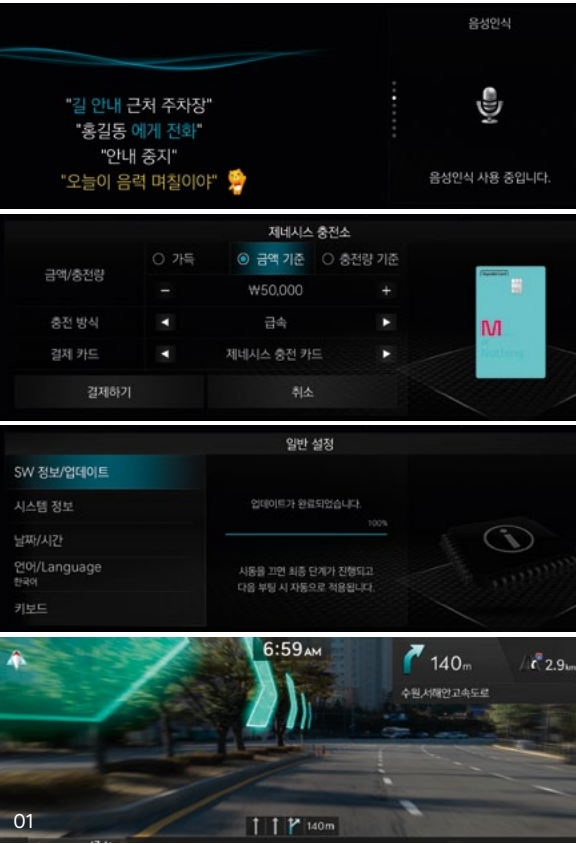 음성인식
"길 안내 근처 주차장"
"홍길동 에게 전화"
"안내 중지"
"오늘이 음력 며칠이야"
음성인식 사용 중입니다.
제네시스 충전소
금액/충전량
가득
금액 기준
충전량 기준
－ ₩50,000 +
충전 방식
◀ 급속 ▶
결제 카드
◀ 제네시스 충전 카드 ▶
M
Nothing
결제하기
취소
일반 설정
SW 정보/업데이트
시스템 정보
날짜/시간
언어/Language
한국어
키보드
업데이트가 완료되었습니다.
100%
시동을 끄면 최종 단계가 진행되고
다음 부팅 시 자동으로 적용됩니다.
6:59 AM
140m
2.9km
수원,서해안고속도로
140m
01